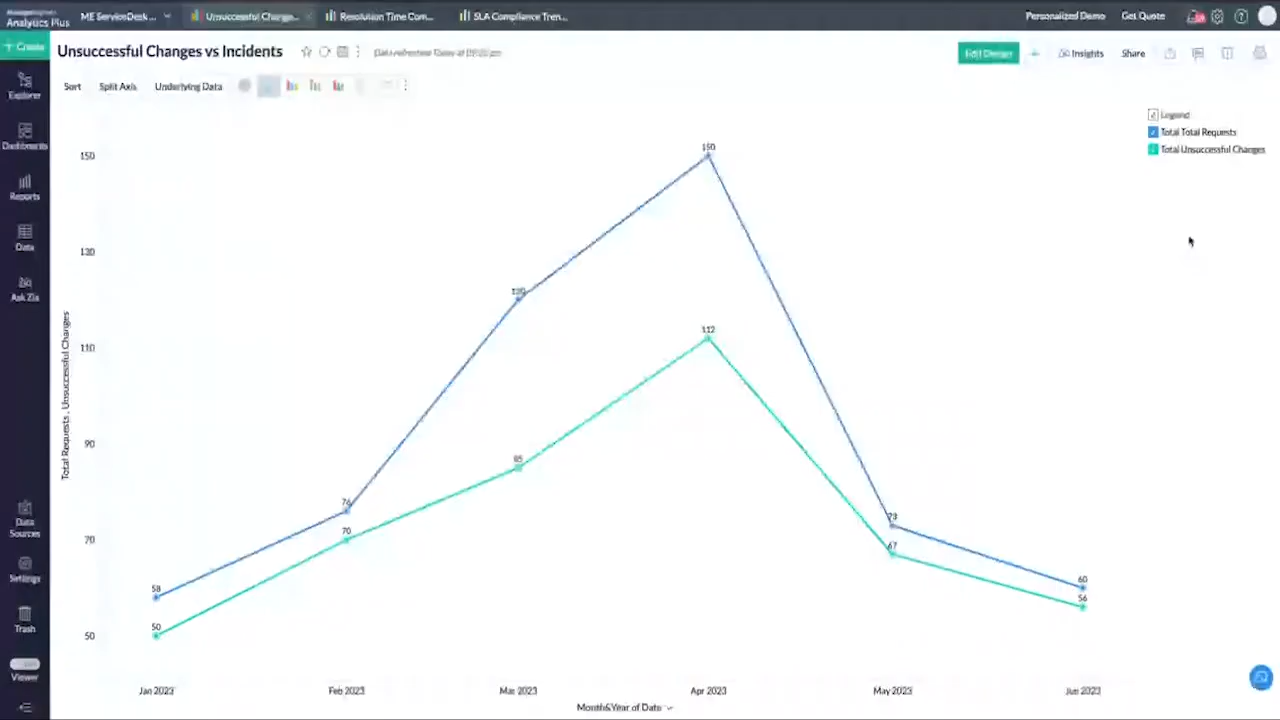 ManageEngine
Analytics Plus
ME ServiceDesk ...
Unsuccessful Change...
Resolution Time Com...
SLA Compliance Tren...
Personalized Demo
Get Quote
+ Create
Unsuccessful Changes vs Incidents
Edit Design
Insights
Share
Sort
Split Axis
Underlying Data
Explorer
Dashboards
Reports
Data
Ask Zia
Data Sources
Settings
Trash
Viewer
Legend
Total Total Requests
Total Unsuccessful Changes
Total Requests , Unsuccessful Changes
150
130
110
90
70
50
58
76
120
150
73
60
50
70
85
112
67
56
Jan 2023
Feb 2023
Mar 2023
Apr 2023
May 2023
Jun 2023
Month&Year of Date